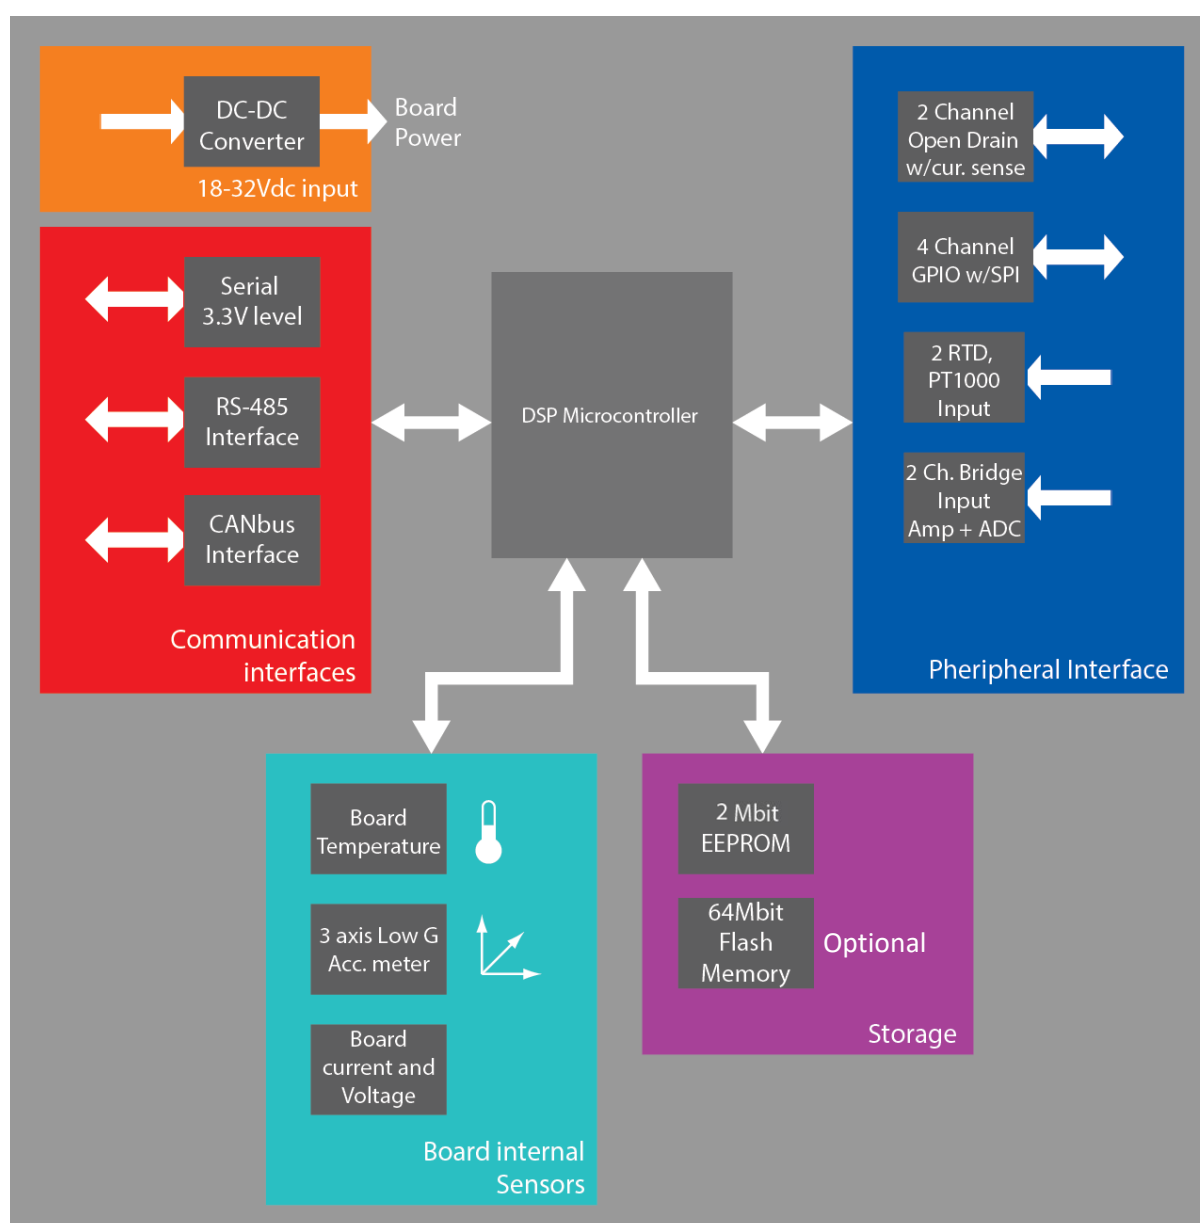 DC-DC
Converter
Board
Power
18-32Vdc input
Serial
3.3V level
RS-485
Interface
CANbus
Interface
Communication
interfaces
DSP Microcontroller
2 Channel
Open Drain
w/cur. sense
4 Channel
GPIO w/SPI
2 RTD,
PT1000
Input
2 Ch. Bridge
Input
Amp + ADC
Pheripheral Interface
Board
Temperature
3 axis Low G
Acc. meter
Board
current and
Voltage
Board internal
Sensors
2 Mbit
EEPROM
64Mbit
Flash
Memory
Optional
Storage